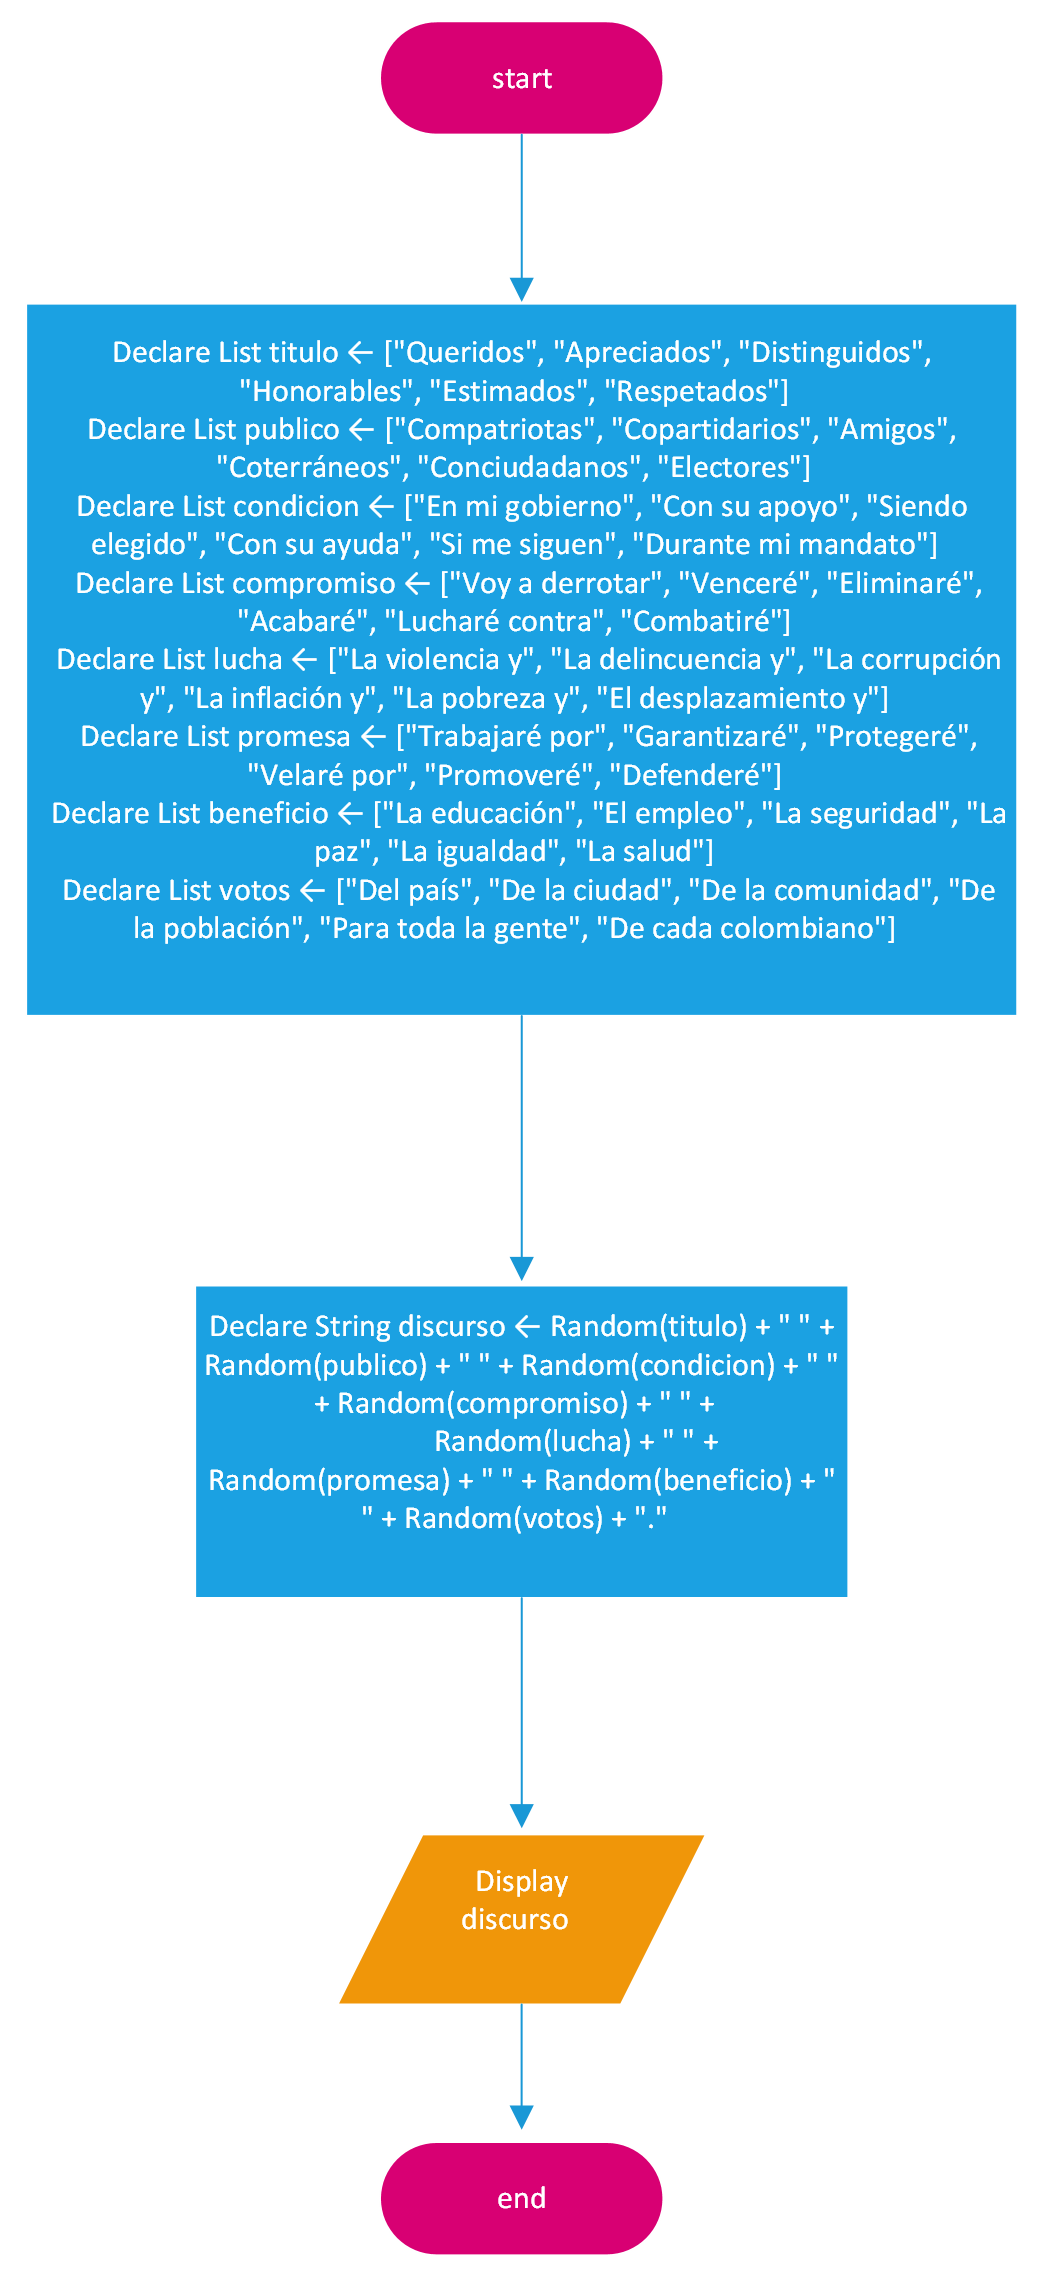 start
Declare List titulo ← ["Queridos", "Apreciados", "Distinguidos",
"Honorables", "Estimados", "Respetados"]
Declare List publico ← ["Compatriotas", "Copartidarios", "Amigos",
"Coterráneos", "Conciudadanos", "Electores"]
Declare List condicion ← ["En mi gobierno", "Con su apoyo", "Siendo
elegido", "Con su ayuda", "Si me siguen", "Durante mi mandato"]
Declare List compromiso ← ["Voy a derrotar", "Venceré", "Eliminaré",
"Acabaré", "Lucharé contra", "Combatiré"]
Declare List lucha ← ["La violencia y", "La delincuencia y", "La corrupción
y", "La inflación y", "La pobreza y", "El desplazamiento y"]
Declare List promesa ← ["Trabajaré por", "Garantizaré", "Protegeré",
"Velaré por", "Promoveré", "Defenderé"]
Declare List beneficio ← ["La educación", "El empleo", "La seguridad", "La
paz", "La igualdad", "La salud"]
Declare List votos ← ["Del país", "De la ciudad", "De la comunidad", "De
la población", "Para toda la gente", "De cada colombiano"]
Declare String discurso ← Random(titulo) + " " +
Random(publico) + " " + Random(condicion) + " "
+ Random(compromiso) + " " +
Random(lucha) + " " +
Random(promesa) + " " + Random(beneficio) + "
" + Random(votos) + "."
Display
discurso
end